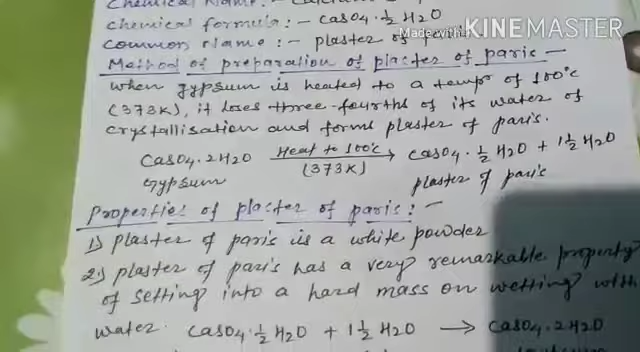 Chemical Name :- Calcium
chemical formula :- CaSO4 · ½ H2O
Made with KINEMASTER
common Name :- plaster of paris
Method of preparation of plaster of paris -
when gypsum is heated to a tempr of 100°c
(373K), it loses three-fourths of its water of
crystallisation and forms plaster of paris.
CaSO4 · 2H2O Heat to 100°c (373K) → CaSO4 · ½ H2O + 1½ H2O
Gypsum plaster of paris
Properties of plaster of paris :-
1) plaster of paris is a white powder
2) plaster of paris has a very remarkable property
of setting into a hard mass on wetting with
water. CaSO4 · ½ H2O + 1½ H2O → CaSO4 · 2H2O